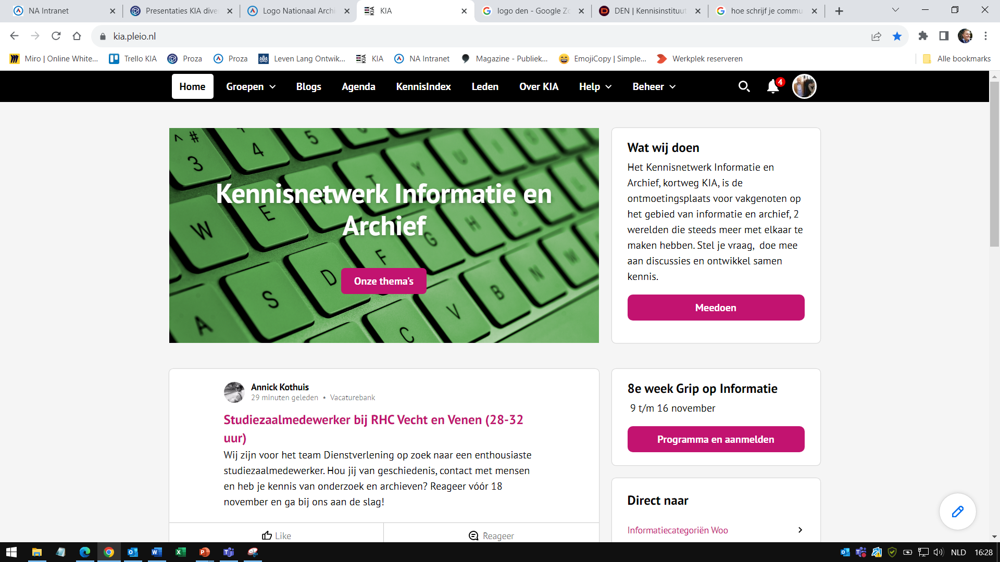 NA Intranet
Presentaties KIA dive
Logo Nationaal Archi
KIA
logo den - Google Zo
DEN | Kennisinstituut
hoe schrijf je commu
kia.pleio.nl
Miro | Online White...
Trello KIA
Proza
Proza
Leven Lang Ontwik...
KIA
NA Intranet
Magazine - Publiek...
EmojiCopy | Simple...
Werkplek reserveren
Alle bookmarks
Home
Groepen
Blogs
Agenda
KennisIndex
Leden
Over KIA
Help
Beheer
4
Kennisnetwerk Informatie en
Archief
Onze thema's
Wat wij doen
Het Kennisnetwerk Informatie en
Archief, kortweg KIA, is de
ontmoetingsplaats voor vakgenoten op
het gebied van informatie en archief, 2
werelden die steeds meer met elkaar te
maken hebben. Stel je vraag, doe mee
aan discussies en ontwikkel samen
kennis.
Meedoen
Annick Kothuis
29 minuten geleden • Vacaturebank
Studiezaalmedewerker bij RHC Vecht en Venen (28-32
uur)
Wij zijn voor het team Dienstverlening op zoek naar een enthousiaste
studiezaalmedewerker. Hou jij van geschiedenis, contact met mensen
en heb je kennis van onderzoek en archieven? Reageer vóór 18
november en ga bij ons aan de slag!
Like
Reageer
8e week Grip op Informatie
9 t/m 16 november
Programma en aanmelden
Direct naar
Informatiecategoriën Woo
NLD
16:28